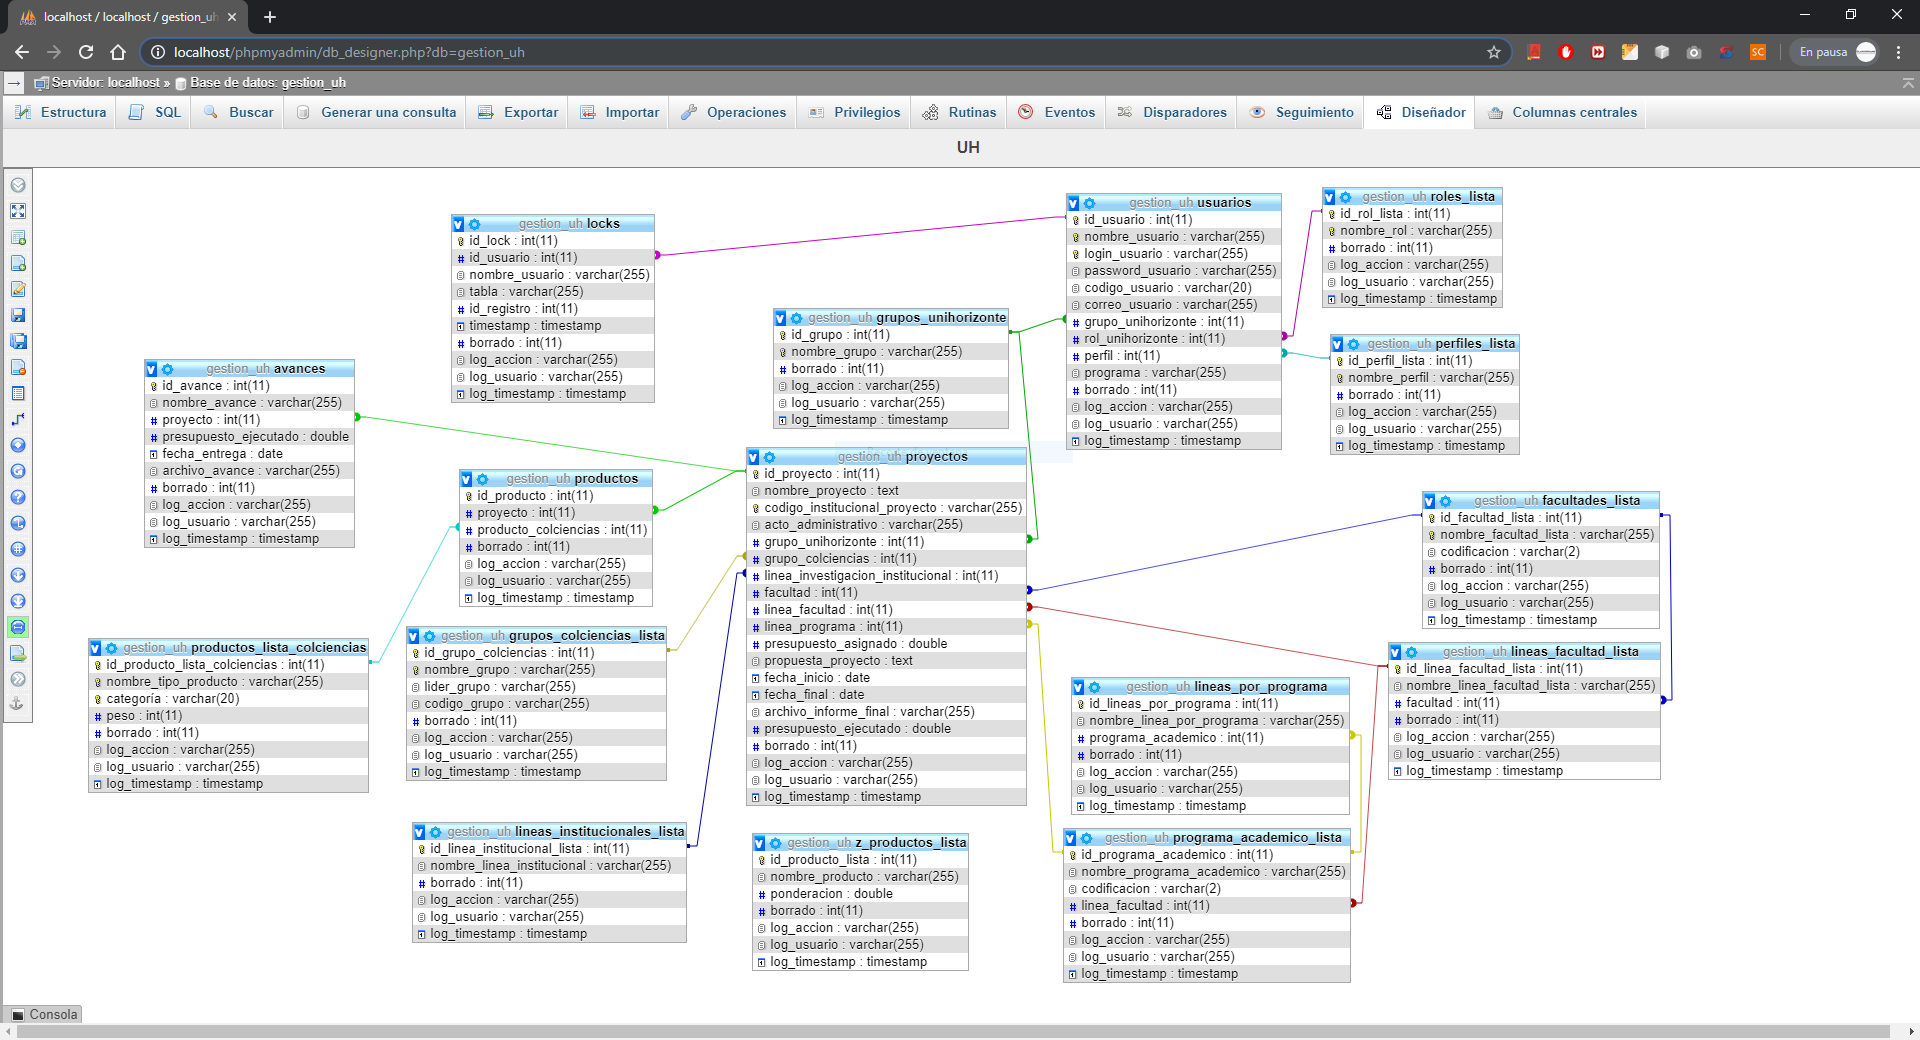 localhost / localhost / gestion_uh
localhost/phpmyadmin/db_designer.php?db=gestion_uh
SC
En pausa
Servidor: localhost » Base de datos: gestion_uh
Estructura
SQL
Buscar
Generar una consulta
Exportar
Importar
Operaciones
Privilegios
Rutinas
Eventos
Disparadores
Seguimiento
Diseñador
Columnas centrales
UH
gestion_uh locks
id_lock : int(11)
id_usuario : int(11)
nombre_usuario : varchar(255)
tabla : varchar(255)
id_registro : int(11)
timestamp : timestamp
borrado : int(11)
log_accion : varchar(255)
log_usuario : varchar(255)
log_timestamp : timestamp
gestion_uh usuarios
id_usuario : int(11)
nombre_usuario : varchar(255)
login_usuario : varchar(255)
password_usuario : varchar(255)
codigo_usuario : varchar(20)
correo_usuario : varchar(255)
grupo_unihorizonte : int(11)
rol_unihorizonte : int(11)
perfil : int(11)
programa : varchar(255)
borrado : int(11)
log_accion : varchar(255)
log_usuario : varchar(255)
log_timestamp : timestamp
gestion_uh roles_lista
id_rol_lista : int(11)
nombre_rol : varchar(255)
borrado : int(11)
log_accion : varchar(255)
log_usuario : varchar(255)
log_timestamp : timestamp
gestion_uh grupos_unihorizonte
id_grupo : int(11)
nombre_grupo : varchar(255)
borrado : int(11)
log_accion : varchar(255)
log_usuario : varchar(255)
log_timestamp : timestamp
gestion_uh perfiles_lista
id_perfil_lista : int(11)
nombre_perfil : varchar(255)
borrado : int(11)
log_accion : varchar(255)
log_usuario : varchar(255)
log_timestamp : timestamp
gestion_uh avances
id_avance : int(11)
nombre_avance : varchar(255)
proyecto : int(11)
presupuesto_ejecutado : double
fecha_entrega : date
archivo_avance : varchar(255)
borrado : int(11)
log_accion : varchar(255)
log_usuario : varchar(255)
log_timestamp : timestamp
gestion_uh productos
id_producto : int(11)
proyecto : int(11)
producto_colciencias : int(11)
borrado : int(11)
log_accion : varchar(255)
log_usuario : varchar(255)
log_timestamp : timestamp
gestion_uh proyectos
id_proyecto : int(11)
nombre_proyecto : text
codigo_institucional_proyecto : varchar(255)
acto_administrativo : varchar(255)
grupo_unihorizonte : int(11)
grupo_colciencias : int(11)
linea_investigacion_institucional : int(11)
facultad : int(11)
linea_facultad : int(11)
linea_programa : int(11)
presupuesto_asignado : double
propuesta_proyecto : text
fecha_inicio : date
fecha_final : date
archivo_informe_final : varchar(255)
presupuesto_ejecutado : double
borrado : int(11)
log_accion : varchar(255)
log_usuario : varchar(255)
log_timestamp : timestamp
gestion_uh facultades_lista
id_facultad_lista : int(11)
nombre_facultad_lista : varchar(255)
codificacion : varchar(2)
borrado : int(11)
log_accion : varchar(255)
log_usuario : varchar(255)
log_timestamp : timestamp
gestion_uh productos_lista_colciencias
id_producto_lista_colciencias : int(11)
nombre_tipo_producto : varchar(255)
categoría : varchar(20)
peso : int(11)
borrado : int(11)
log_accion : varchar(255)
log_usuario : varchar(255)
log_timestamp : timestamp
gestion_uh grupos_colciencias_lista
id_grupo_colciencias : int(11)
nombre_grupo : varchar(255)
lider_grupo : varchar(255)
codigo_grupo : varchar(255)
borrado : int(11)
log_accion : varchar(255)
log_usuario : varchar(255)
log_timestamp : timestamp
gestion_uh lineas_facultad_lista
id_linea_facultad_lista : int(11)
nombre_linea_facultad_lista : varchar(255)
facultad : int(11)
borrado : int(11)
log_accion : varchar(255)
log_usuario : varchar(255)
log_timestamp : timestamp
gestion_uh lineas_por_programa
id_lineas_por_programa : int(11)
nombre_linea_por_programa : varchar(255)
programa_academico : int(11)
borrado : int(11)
log_accion : varchar(255)
log_usuario : varchar(255)
log_timestamp : timestamp
gestion_uh lineas_institucionales_lista
id_linea_institucional_lista : int(11)
nombre_linea_institucional : varchar(255)
borrado : int(11)
log_accion : varchar(255)
log_usuario : varchar(255)
log_timestamp : timestamp
gestion_uh z_productos_lista
id_producto_lista : int(11)
nombre_producto : varchar(255)
ponderacion : double
borrado : int(11)
log_accion : varchar(255)
log_usuario : varchar(255)
log_timestamp : timestamp
gestion_uh programa_academico_lista
id_programa_academico : int(11)
nombre_programa_academico : varchar(255)
codificacion : varchar(2)
linea_facultad : int(11)
borrado : int(11)
log_accion : varchar(255)
log_usuario : varchar(255)
log_timestamp : timestamp
Consola